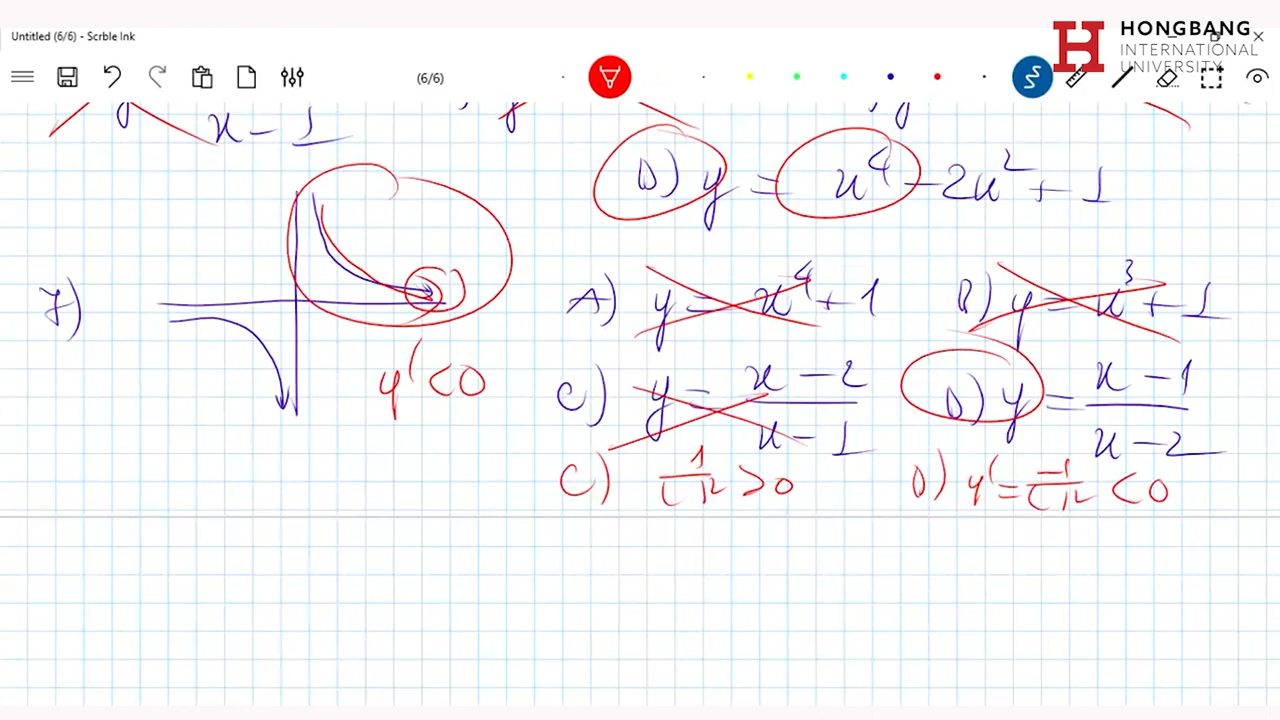 Untitled (6/6) - Scrble Ink
HONGBANG
INTERNATIONAL
UNIVERSITY
(6/6)
x - 1
D) y = x⁴ - 2x² + 1
7)
A) y = x⁴ + 1
B) y = x³ + 1
y' < 0
C) y = (x - 2)/(x - 1)
D) y = (x - 1)/(x - 2)
C) 1/( )² > 0
D) y' = -1/( )² < 0